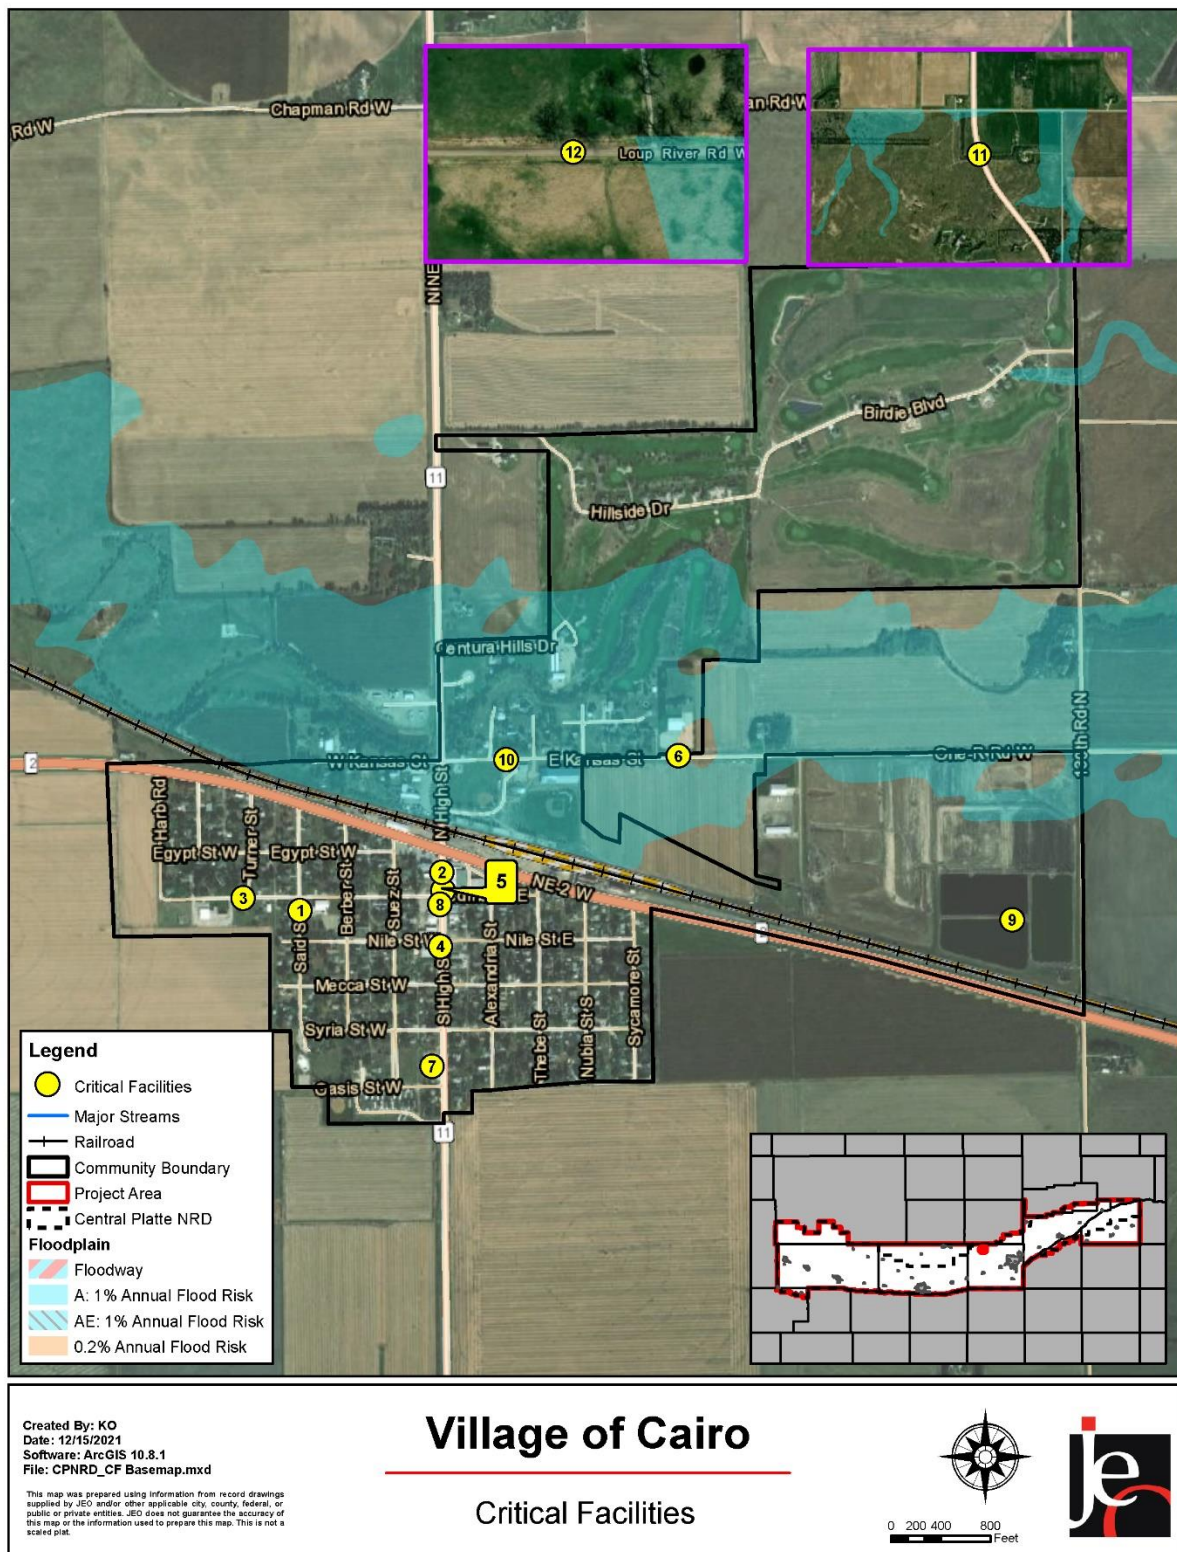 Chapman Rd W
Rd W
an Rd W
12
Loup River Rd W
11
N NE
Birdie Blvd
11
Hillside Dr
Centura Hills Dr
130th Rd N
W Kansas St
10
E Kansas St
6
One-R Rd W
2
N High St
Harb Rd
Turner St
Egypt St W
Egypt St W
Berber St
Suez St
2
5
NE-2 W
E
3
1
8
9
Said S
Nile St W
4
Nile St E
2
Mecca St W
S High S
Alexandria St
Sycamore St
Syria St W
Thebe St
Nubia St S
7
Oasis St W
11
Legend
Critical Facilities
Major Streams
Railroad
Community Boundary
Project Area
Central Platte NRD
Floodplain
Floodway
A: 1% Annual Flood Risk
AE: 1% Annual Flood Risk
0.2% Annual Flood Risk
Created By: KO
Date: 12/15/2021
Software: ArcGIS 10.8.1
File: CPNRD_CF Basemap.mxd
This map was prepared using information from record drawings
supplied by JEO and/or other applicable city, county, federal, or
public or private entities. JEO does not guarantee the accuracy of
this map or the information used to prepare this map. This is not a
scaled plat.
Village of Cairo
Critical Facilities
0 200 400 800
Feet
jeo